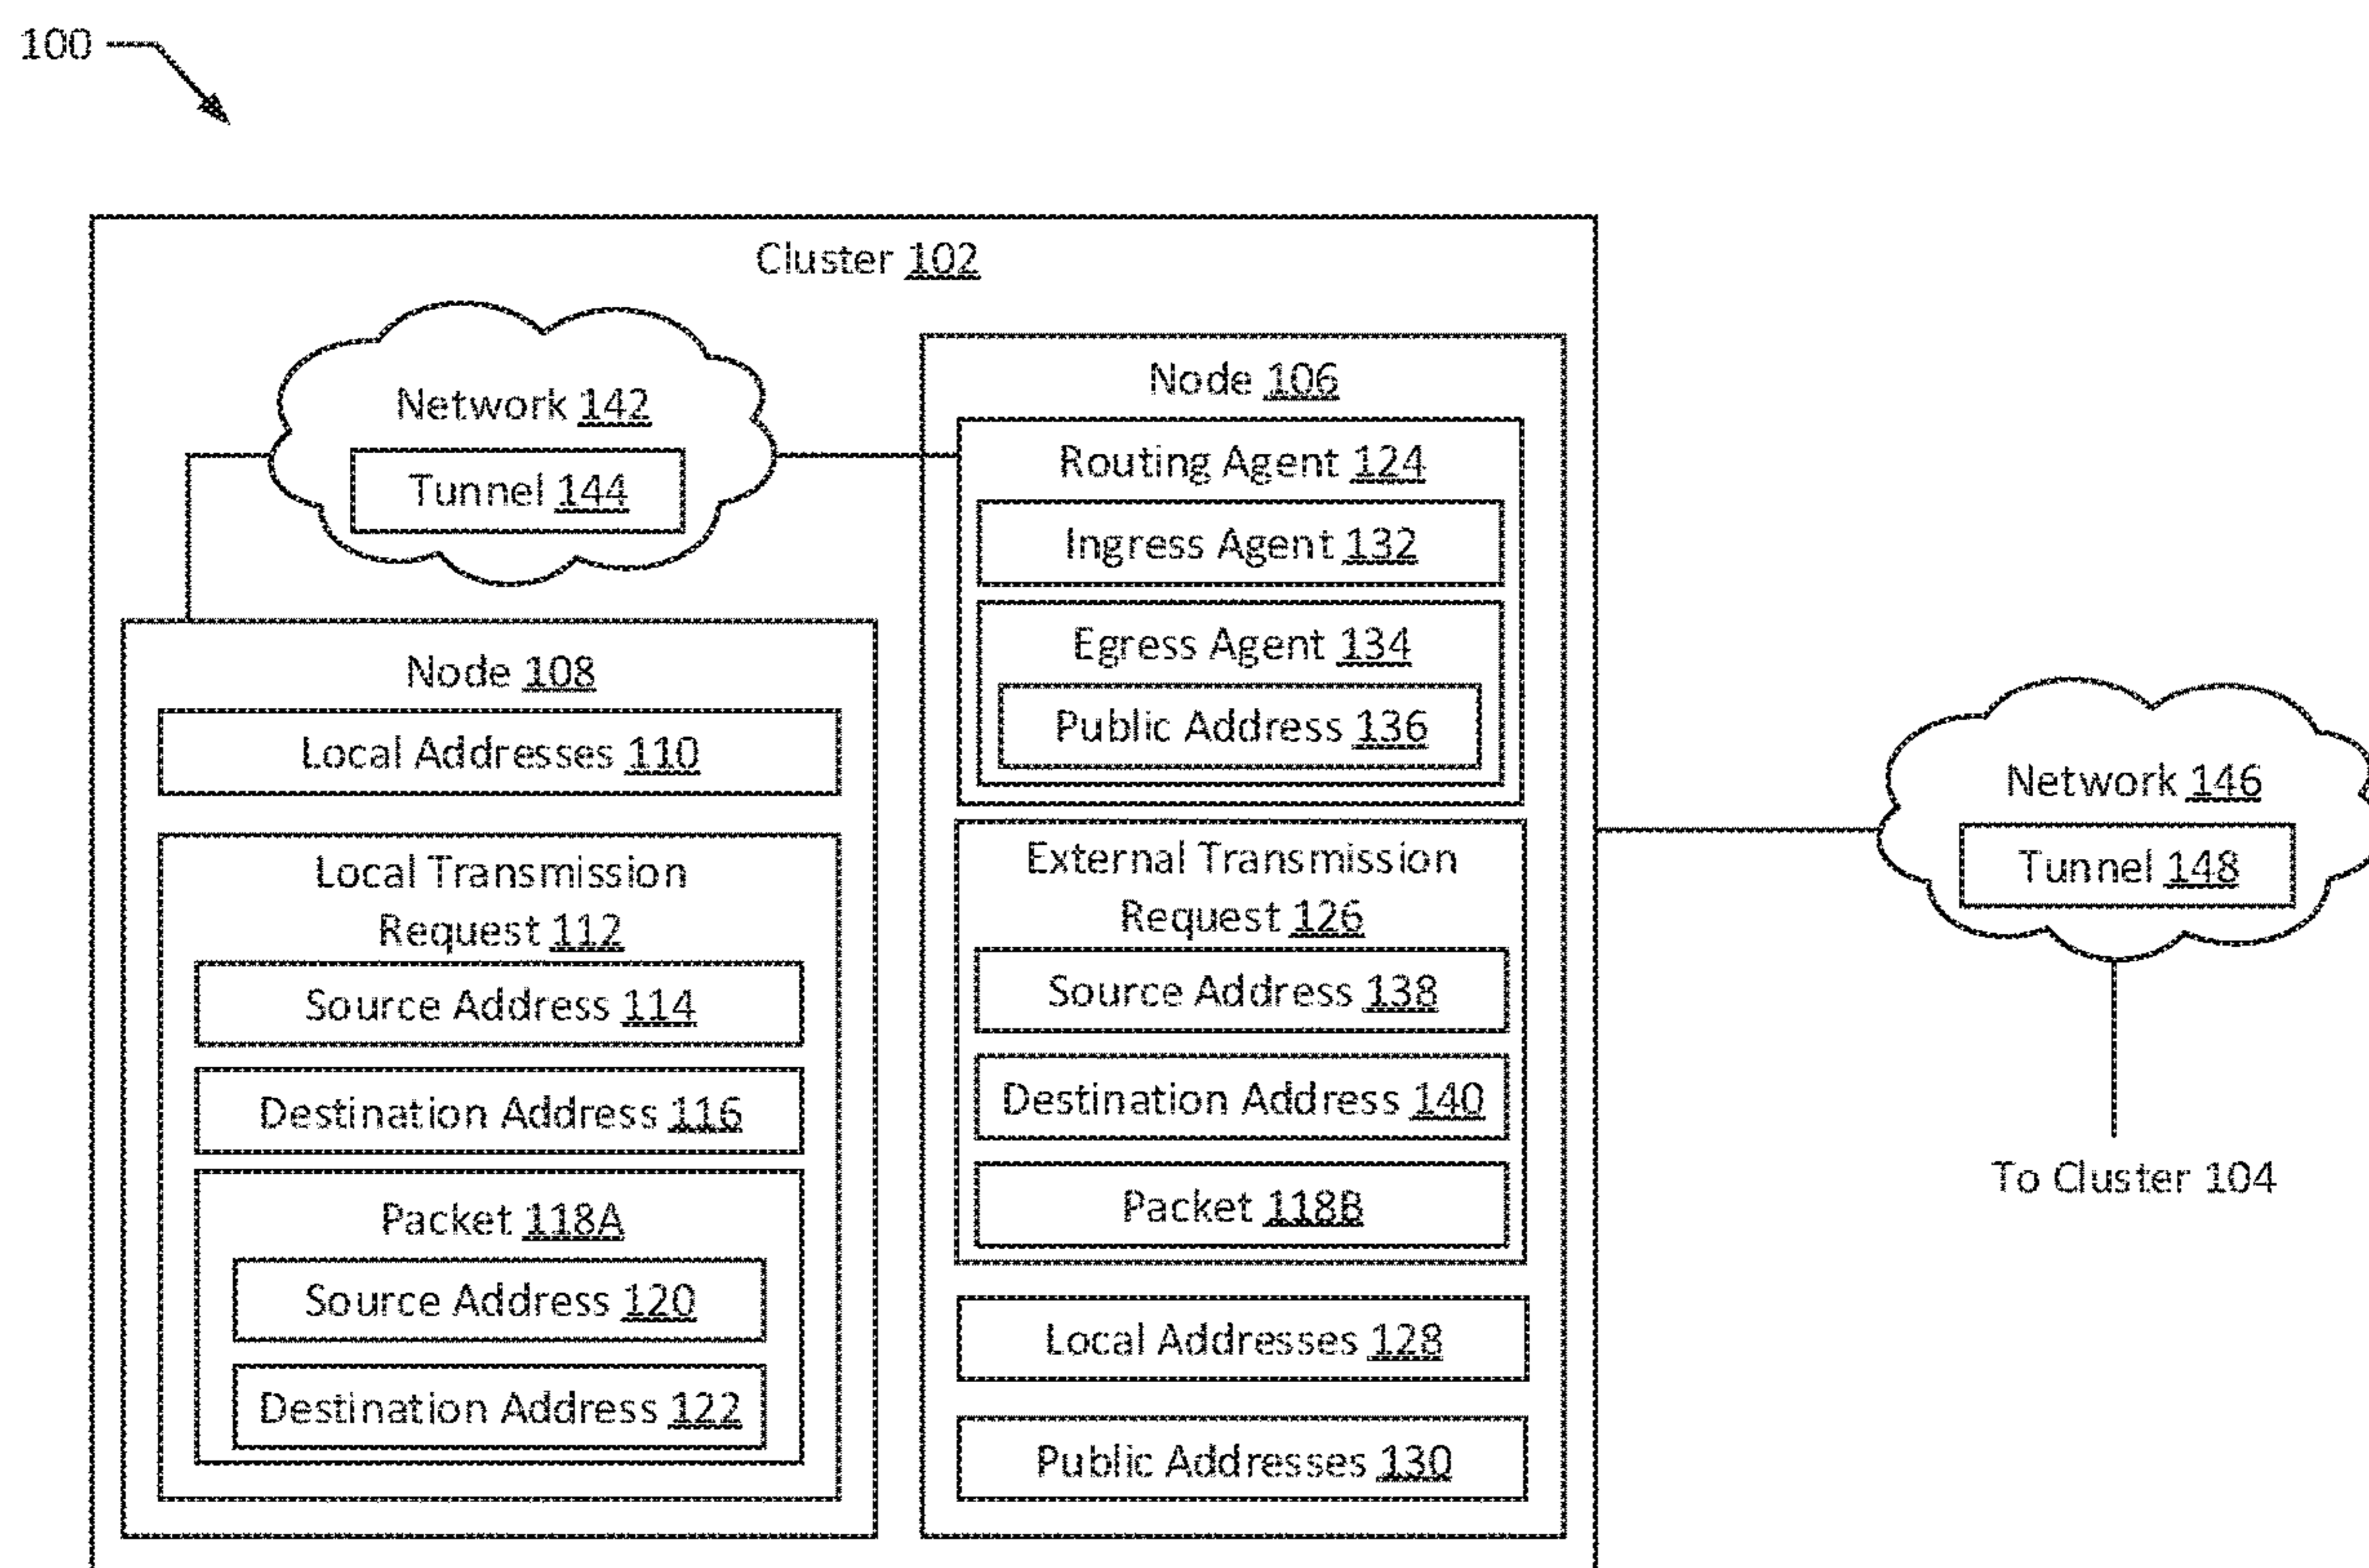 100
Cluster 102
Network 142
Tunnel 144
Node 108
Local Addresses 110
Local Transmission
Request 112
Source Address 114
Destination Address 116
Packet 118A
Source Address 120
Destination Address 122
Node 106
Routing Agent 124
Ingress Agent 132
Egress Agent 134
Public Address 136
External Transmission
Request 126
Source Address 138
Destination Address 140
Packet 118B
Local Addresses 128
Public Addresses 130
Network 146
Tunnel 148
To Cluster 104